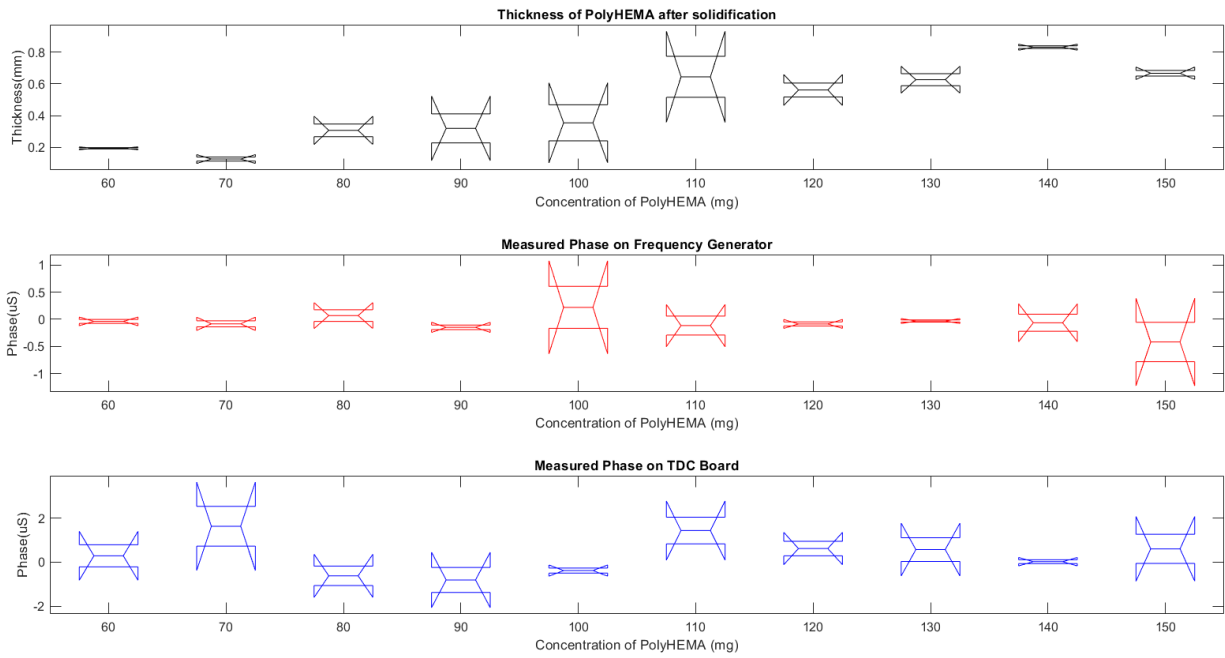 Thickness of PolyHEMA after solidification
Thickness(mm)
0.8
0.6
0.4
0.2
60 70 80 90 100 110 120 130 140 150
Concentration of PolyHEMA (mg)
Measured Phase on Frequency Generator
Phase(uS)
1
0.5
0
-0.5
-1
60 70 80 90 100 110 120 130 140 150
Concentration of PolyHEMA (mg)
Measured Phase on TDC Board
Phase(uS)
2
0
-2
60 70 80 90 100 110 120 130 140 150
Concentration of PolyHEMA (mg)